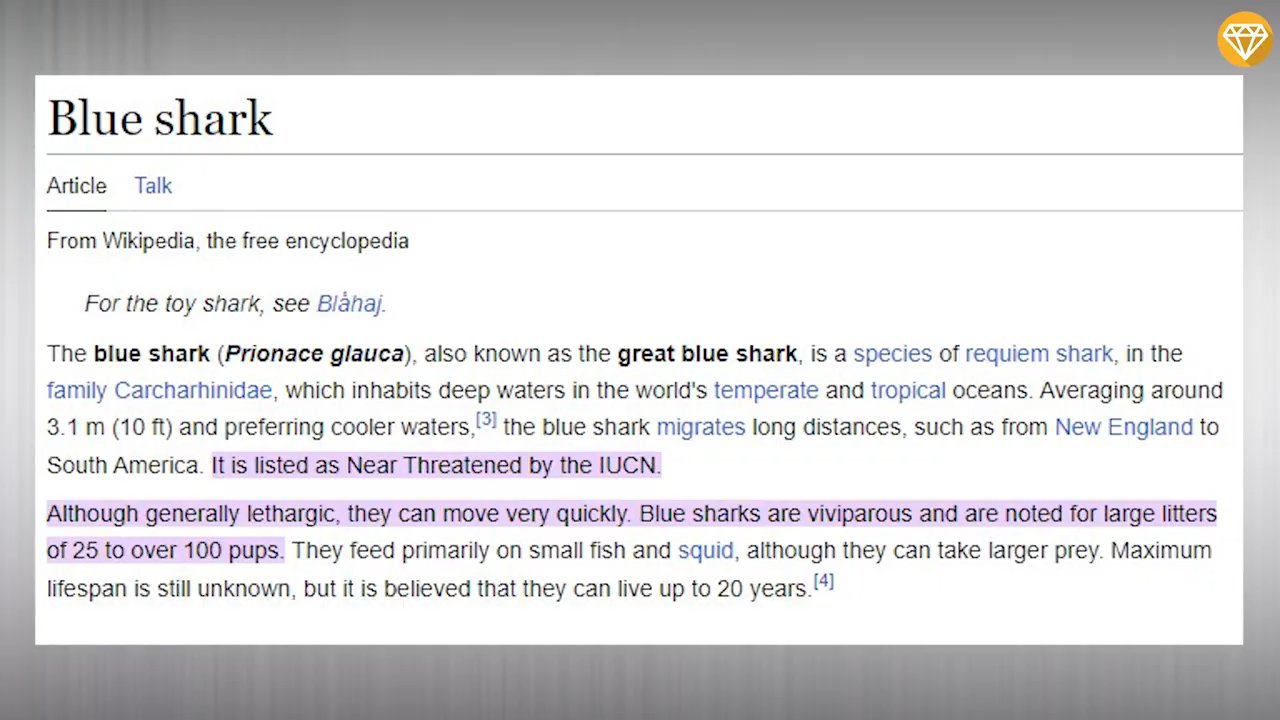 Blue shark
Article Talk
From Wikipedia, the free encyclopedia
For the toy shark, see Blåhaj.
The blue shark (Prionace glauca), also known as the great blue shark, is a species of requiem shark, in the
family Carcharhinidae, which inhabits deep waters in the world's temperate and tropical oceans. Averaging around
3.1 m (10 ft) and preferring cooler waters,[3] the blue shark migrates long distances, such as from New England to
South America. It is listed as Near Threatened by the IUCN.
Although generally lethargic, they can move very quickly. Blue sharks are viviparous and are noted for large litters
of 25 to over 100 pups. They feed primarily on small fish and squid, although they can take larger prey. Maximum
lifespan is still unknown, but it is believed that they can live up to 20 years.[4]